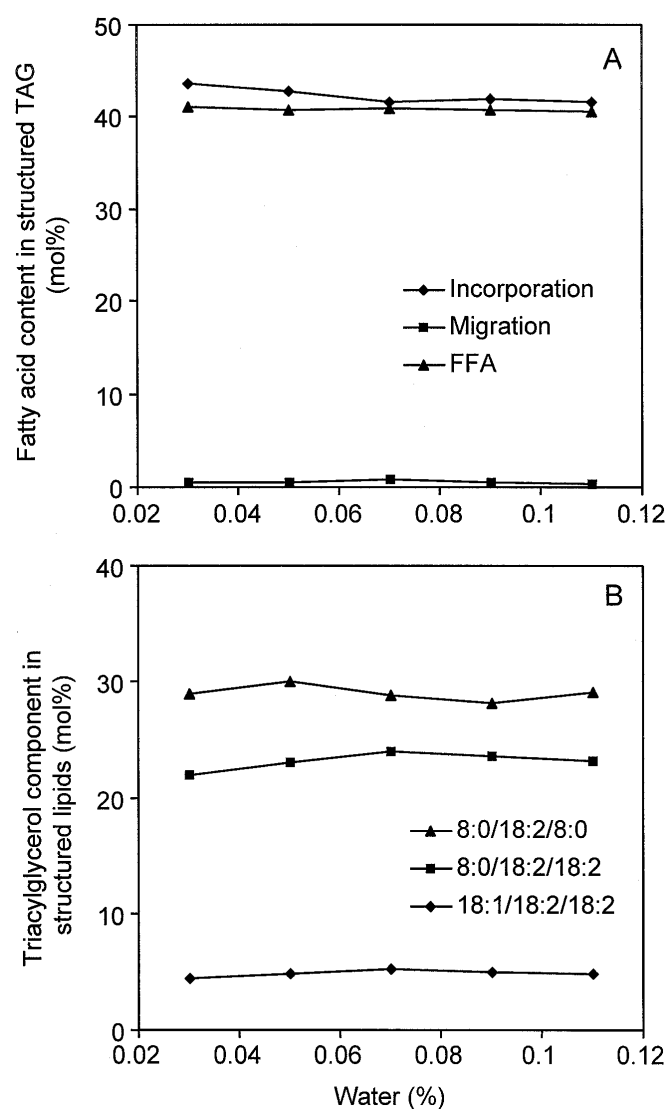 50
40
30
20
10
0
0.02 0.04 0.06 0.08 0.1 0.12
Fatty acid content in structured TAG
(mol%)
A
Incorporation
Migration
FFA
40
30
20
10
0
0.02 0.04 0.06 0.08 0.1 0.12
Triacylglycerol component in
structured lipids (mol%)
B
8:0/18:2/8:0
8:0/18:2/18:2
18:1/18:2/18:2
Water (%)